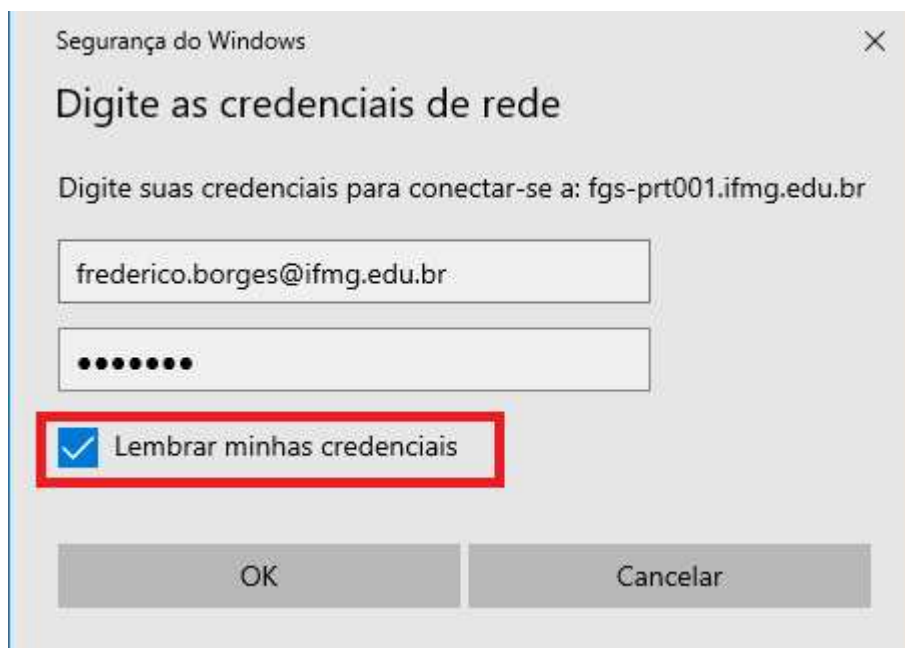 Segurança do Windows
Digite as credenciais de rede
Digite suas credenciais para conectar-se a: fgs-prt001.ifmg.edu.br
frederico.borges@ifmg.edu.br
●●●●●●●
Lembrar minhas credenciais
OK
Cancelar